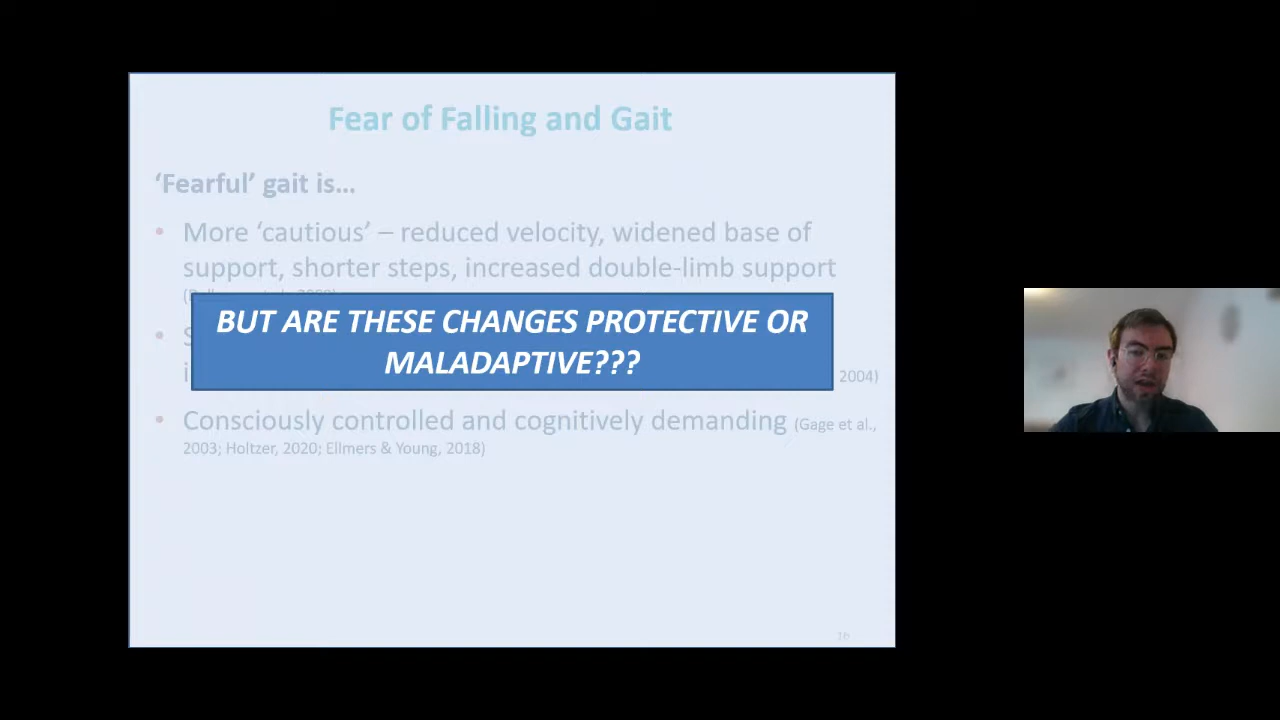 Fear of Falling and Gait
‘Fearful’ gait is…
• More ‘cautious’ – reduced velocity, widened base of
support, shorter steps, increased double-limb support
BUT ARE THESE CHANGES PROTECTIVE OR
MALADAPTIVE???
2004)
• Consciously controlled and cognitively demanding (Gage et al.,
2003; Holtzer, 2020; Ellmers & Young, 2018)
16